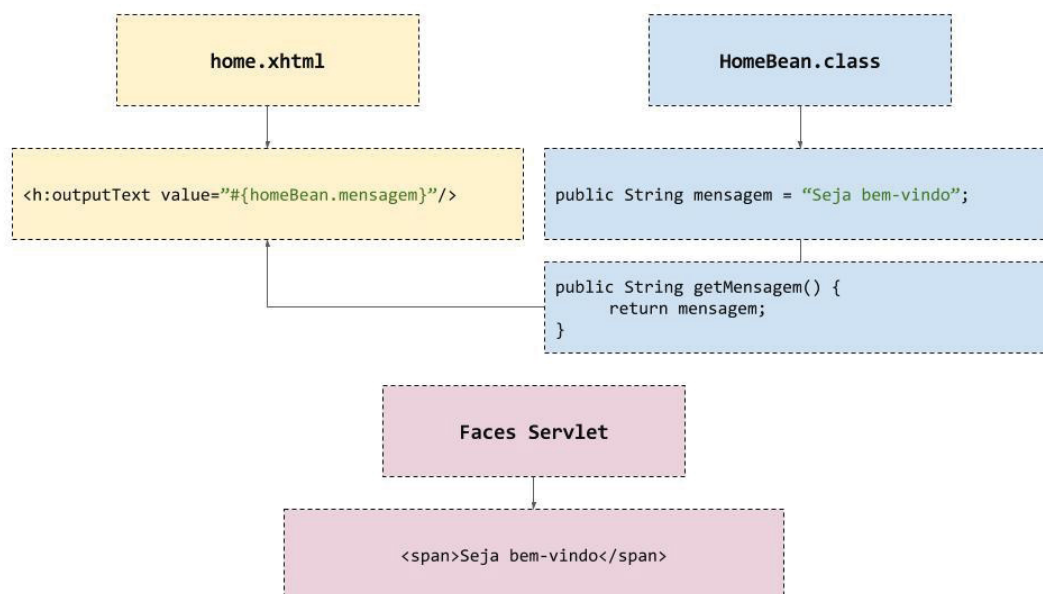 home.xhtml
HomeBean.class
<h:outputText value=”#{homeBean.mensagem}”/>
public String mensagem = “Seja bem-vindo”;
public String getMensagem() {
return mensagem;
}
Faces Servlet
<span>Seja bem-vindo</span>